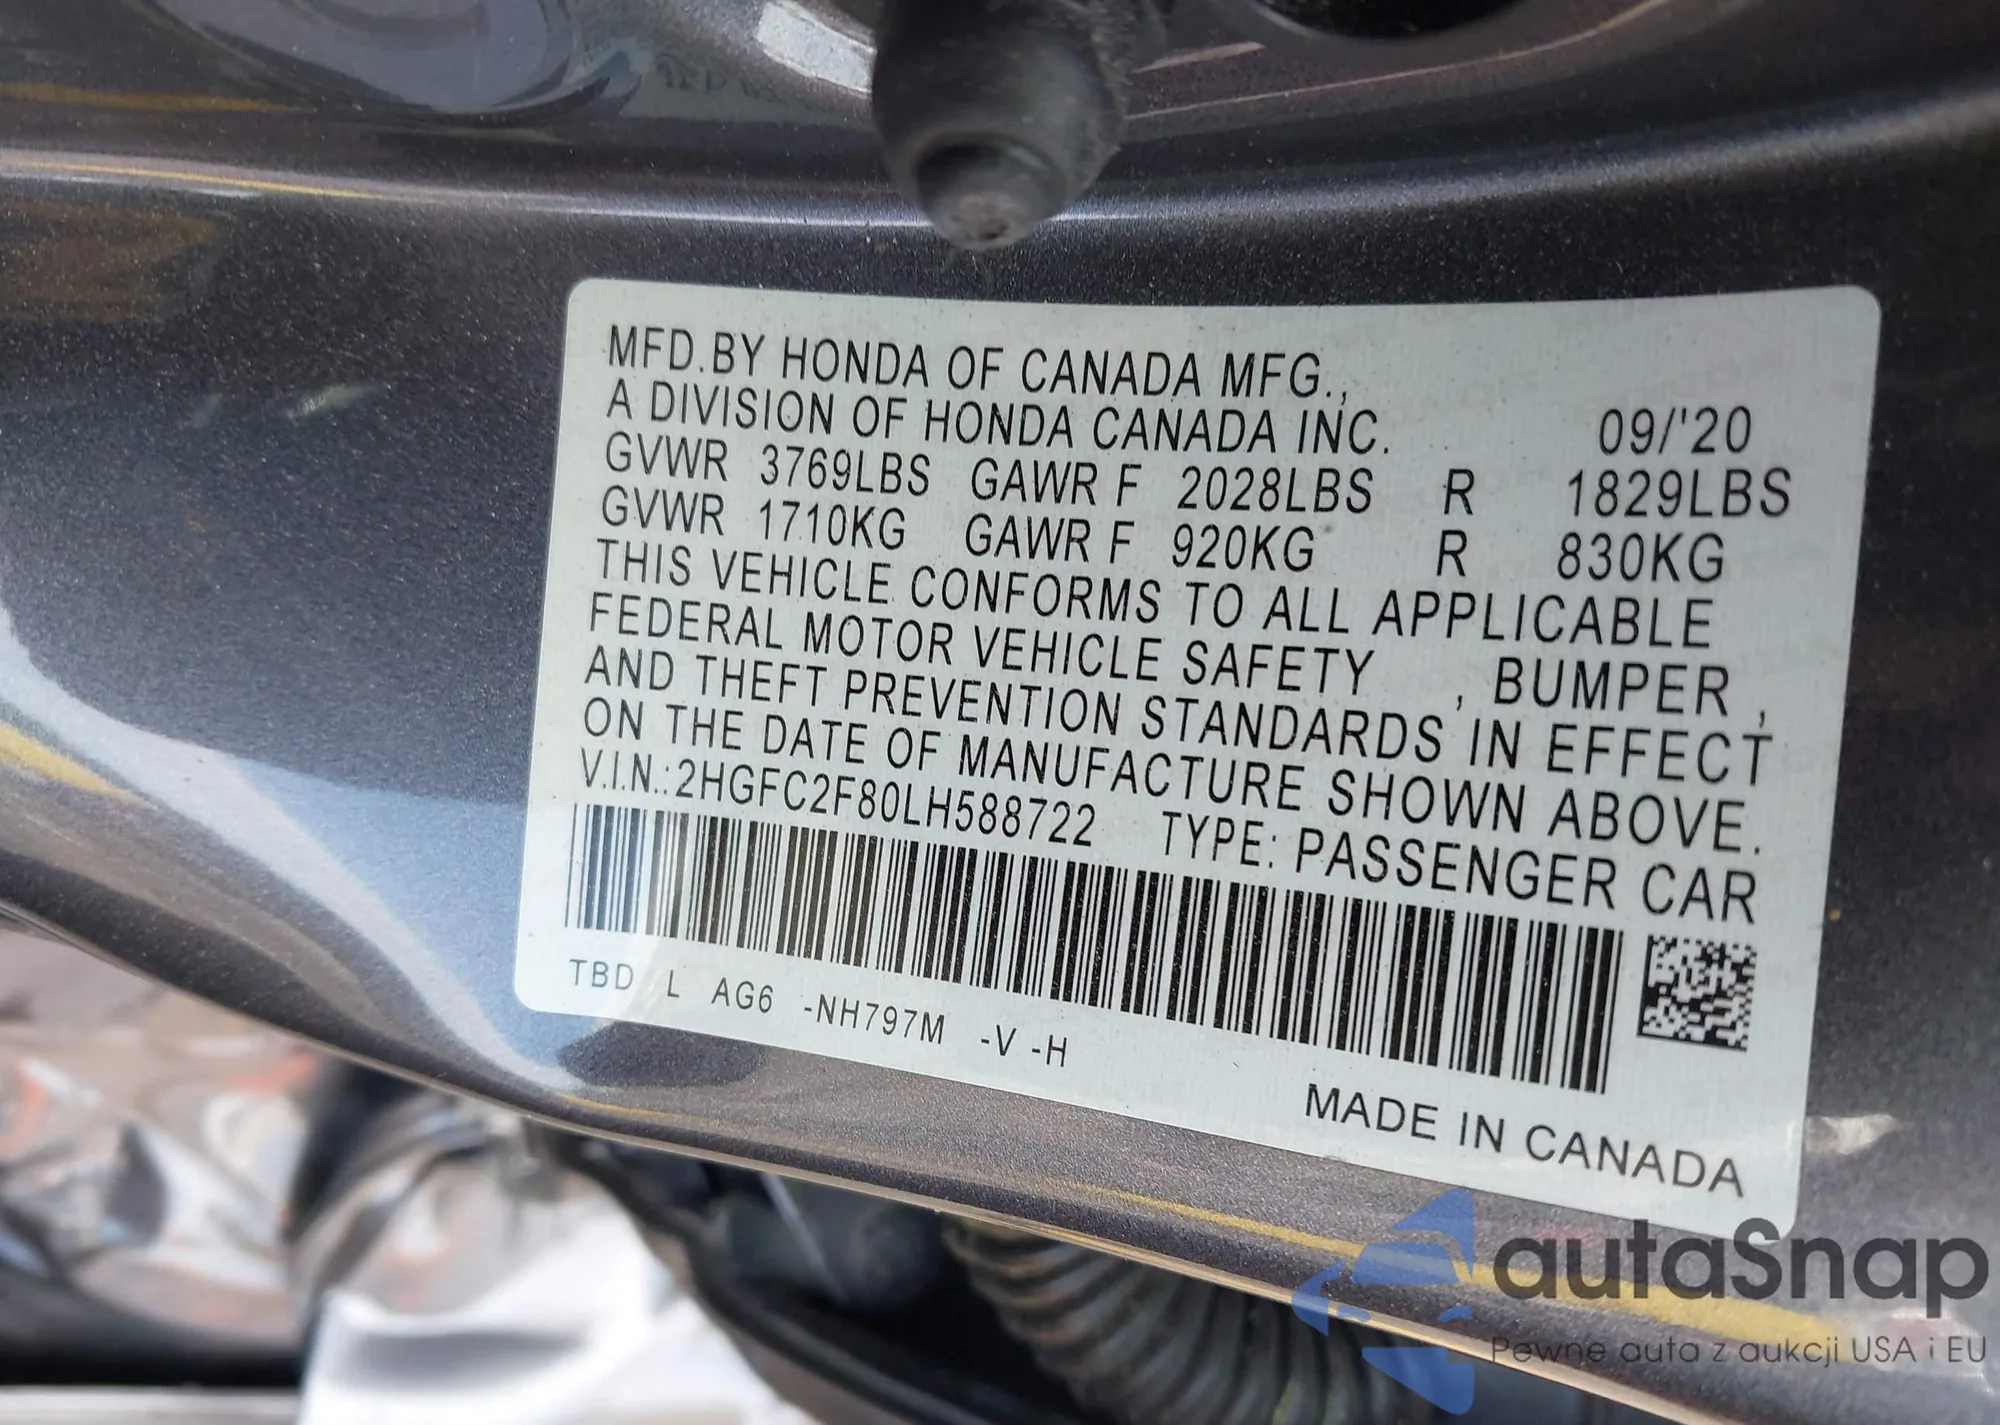 MFD.BY HONDA OF CANADA MFG.,
A DIVISION OF HONDA CANADA INC. 09/'20
GVWR 3769LBS GAWR F 2028LBS R 1829LBS
GVWR 1710KG GAWR F 920KG R 830KG
THIS VEHICLE CONFORMS TO ALL APPLICABLE
FEDERAL MOTOR VEHICLE SAFETY , BUMPER ,
AND THEFT PREVENTION STANDARDS IN EFFECT
ON THE DATE OF MANUFACTURE SHOWN ABOVE.
V.I.N.: 2HGFC2F80LH588722 TYPE: PASSENGER CAR
TBD L AG6 -NH797M -V -H
MADE IN CANADA
autaSnap
Pewne auta z aukcji USA i EU